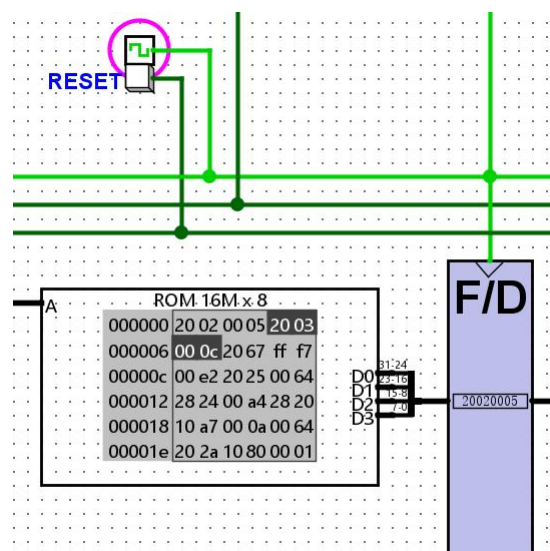 RESET
A
ROM 16M x 8
000000 20 02 00 05 20 03
000006 00 0c 20 67 ff f7
00000c 00 e2 20 25 00 64
000012 28 24 00 a4 28 20
000018 10 a7 00 0a 00 64
00001e 20 2a 10 80 00 01
D0 31-24
D1 23-16
D2 15-8
D3 7-0
F/D
20020005